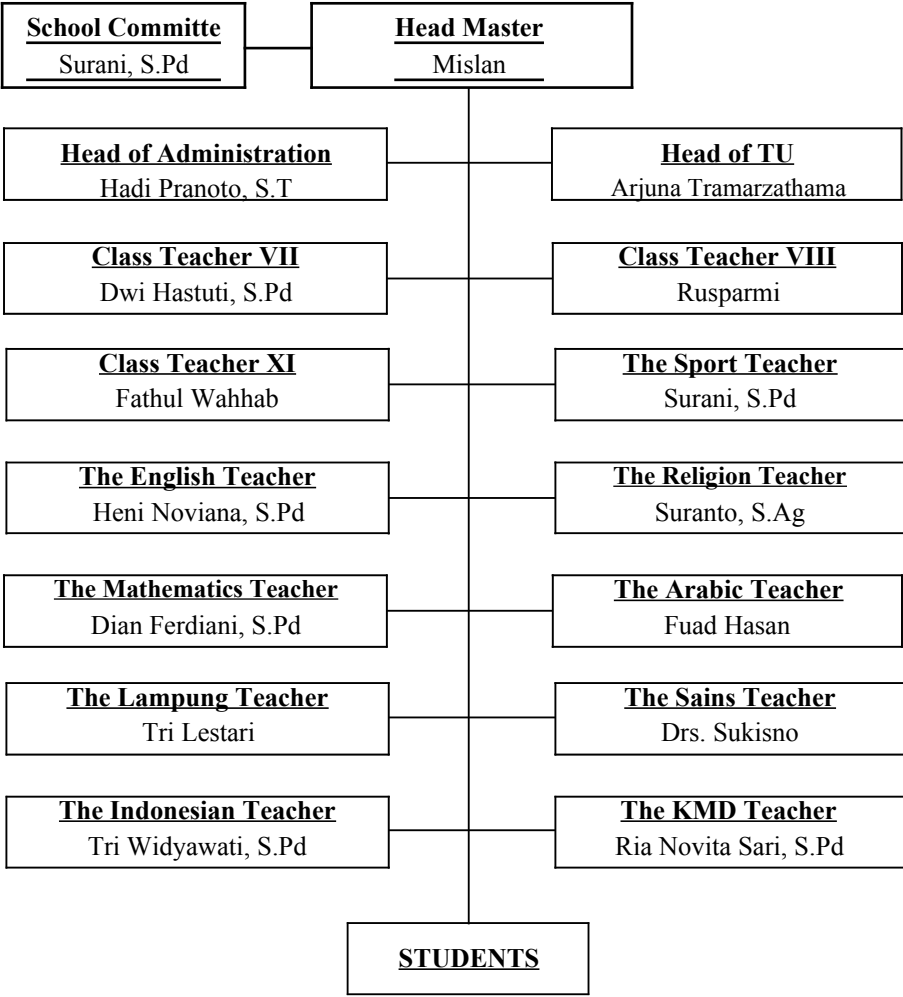 School Committe
Surani, S.Pd
Head Master
Mislan
Head of Administration
Hadi Pranoto, S.T
Head of TU
Arjuna Tramarzathama
Class Teacher VII
Dwi Hastuti, S.Pd
Class Teacher VIII
Rusparmi
Class Teacher XI
Fathul Wahhab
The Sport Teacher
Surani, S.Pd
The English Teacher
Heni Noviana, S.Pd
The Religion Teacher
Suranto, S.Ag
The Mathematics Teacher
Dian Ferdiani, S.Pd
The Arabic Teacher
Fuad Hasan
The Lampung Teacher
Tri Lestari
The Sains Teacher
Drs. Sukisno
The Indonesian Teacher
Tri Widyawati, S.Pd
The KMD Teacher
Ria Novita Sari, S.Pd
STUDENTS